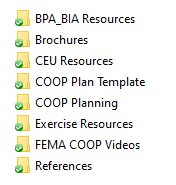 BPA_BIA Resources
Brochures
CEU Resources
COOP Plan Template
COOP Planning
Exercise Resources
FEMA COOP Videos
References